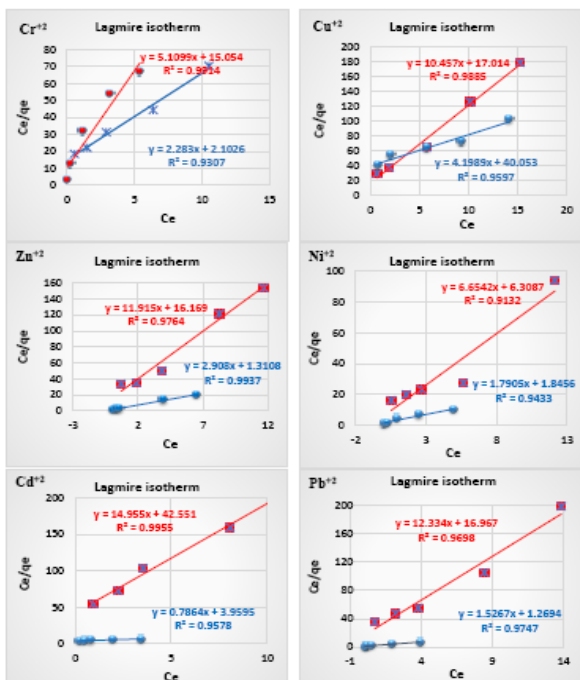 Cr+2
Lagmire isotherm
Ce/qe
80
70
60
50
40
30
20
10
0
y = 5.1099x + 15.054
R² = 0.9914
y = 2.283x + 2.1026
R² = 0.9307
0 5 10 15
Ce
Cu+2
Lagmire isotherm
Ce/qe
200
180
160
140
120
100
80
60
40
20
0
y = 10.457x + 17.014
R² = 0.9885
y = 4.1989x + 40.053
R² = 0.9597
0 5 10 15 20
Ce
Zn+2
Lagmire isotherm
Ce/qe
160
140
120
100
80
60
40
20
0
y = 11.915x + 16.169
R² = 0.9764
y = 2.908x + 1.3108
R² = 0.9937
-3 2 7 12
Ce
Ni+2
Lagmire isotherm
Ce/qe
100
80
60
40
20
0
y = 6.6542x + 6.3087
R² = 0.9132
y = 1.7905x + 1.8456
R² = 0.9433
-2 3 8 13
Ce
Cd+2
Lagmire isotherm
Ce/qe
200
150
100
50
0
y = 14.955x + 42.551
R² = 0.9955
y = 0.7864x + 3.9595
R² = 0.9578
0 5 10
Ce
Pb+2
Lagmire isotherm
Ce/qe
200
150
100
50
0
y = 12.334x + 16.967
R² = 0.9698
y = 1.5267x + 1.2694
R² = 0.9747
-1 4 9 14
Ce